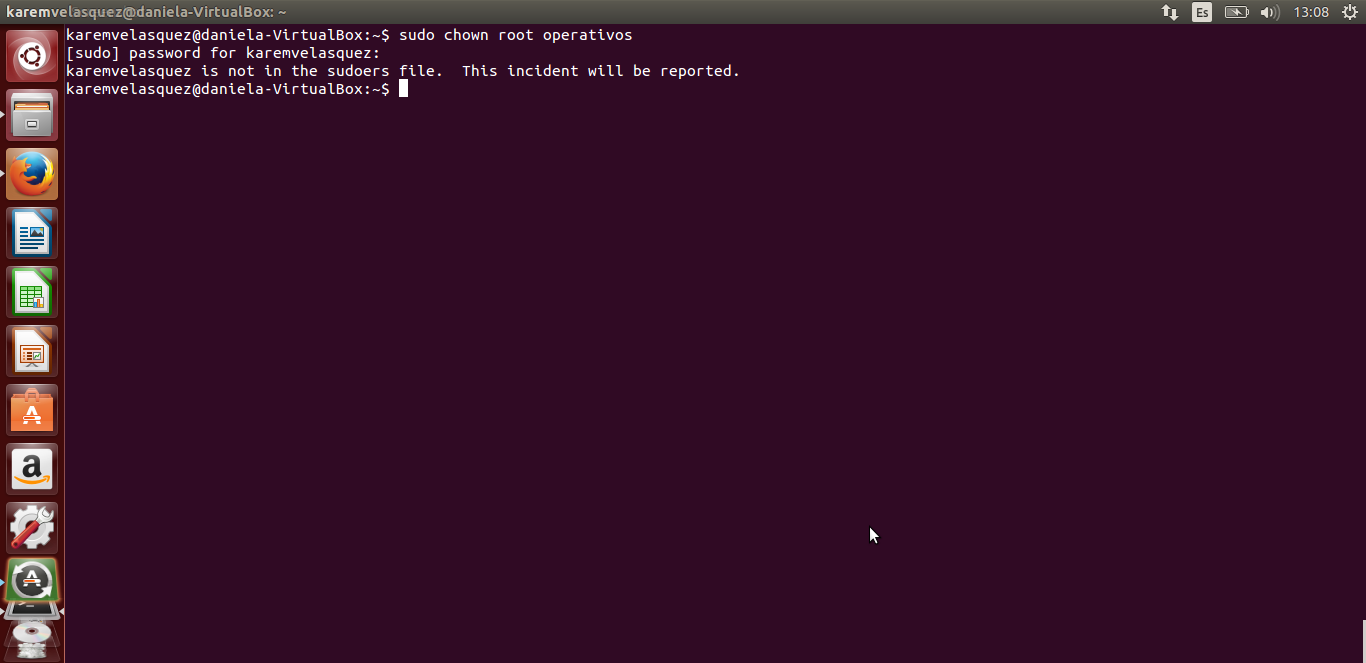 karemvelasquez@daniela-VirtualBox: ~
Es
13:08
karemvelasquez@daniela-VirtualBox:~$ sudo chown root operativos
[sudo] password for karemvelasquez:
karemvelasquez is not in the sudoers file.  This incident will be reported.
karemvelasquez@daniela-VirtualBox:~$